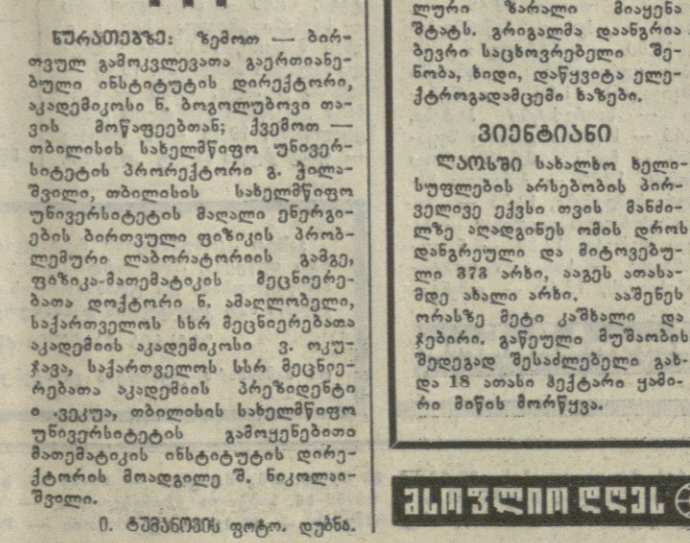 სურათებზე: ზემოთ — ბირ-
თვულ გამოკვლევათა გაერთიანე-
ბული ინსტიტუტის დირექტორი,
აკადემიკოსი ნ. ბოგოლუბოვი თა-
ვის მოწაფეებთან; ქვემოთ —
თბილისის სახელმწიფო უნივერ-
სიტეტის პრორექტორი გ. ჭილა-
შვილი, თბილისის სახელმწიფო
უნივერსიტეტის მაღალი ენერგი-
ების ბირთვული ფიზიკის პრობ-
ლემური ლაბორატორიის გამგე,
ფიზიკა-მათემატიკის მეცნიერე-
ბათა დოქტორი ნ. ამაღლობელი,
საქართველოს სსრ მეცნიერებათა
აკადემიის აკადემიკოსი ვ. ოკუ-
ჯავა, საქართველოს სსრ მეცნიე-
რებათა აკადემიის პრეზიდენტი
ი. ვეკუა, თბილისის სახელმწიფო
უნივერსიტეტის გამოყენებითი
მათემატიკის ინსტიტუტის დირე-
ქტორის მოადგილე შ. ნიკოლაი-
შვილი.
ი. ტუმანოვის ფოტო. დუბნა.
ლური ზარალი მიაყენა
შტატს. გრიგალმა დაანგრია
ბევრი საცხოვრებელი შე-
ნობა, ხიდი, დაწყვიტა ელე-
ქტროგადამცემი ხაზები.
ვიენტიანი
ლაოსში სახალხო ხელი-
სუფლების არსებობის პირ-
ველივე ექვსი თვის მანძი-
ლზე აღადგინეს ომის დროს
დანგრეული და მიტოვებუ-
ლი 373 არხი, ააგეს ათასა-
მდე ახალი არხი. ააშენეს
ორასზე მეტი კაშხალი და
ჯებირი. გაწეული მუშაობის
შედეგად შესაძლებელი გახ-
და 18 ათასი ჰექტარი ყამი-
რი მიწის მორწყვა.
მსოფლიო დღეს